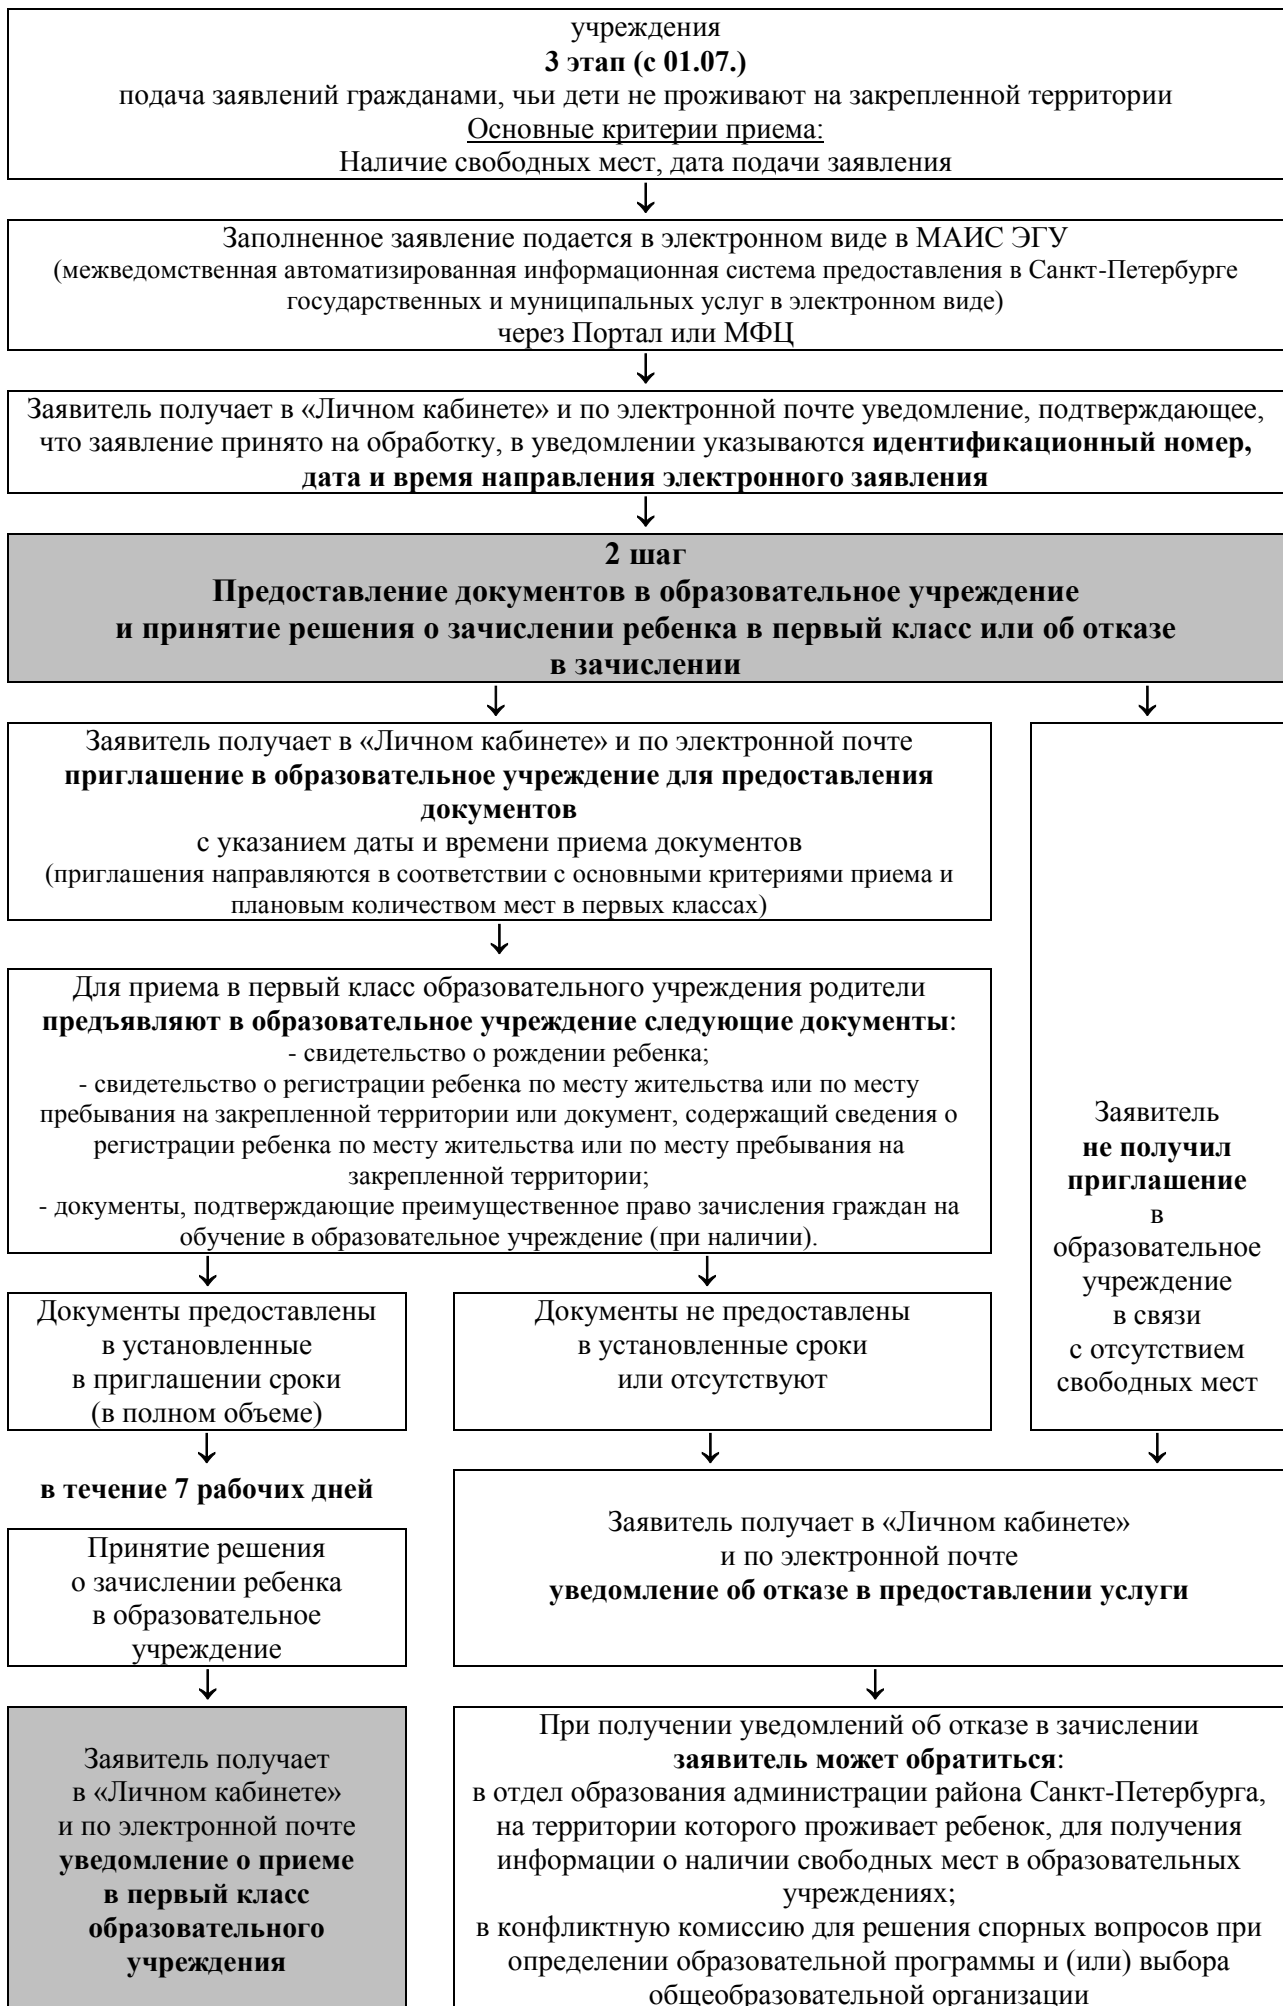 учреждения
3 этап (с 01.07.)
подача заявлений гражданами, чьи дети не проживают на закрепленной территории
Основные критерии приема:
Наличие свободных мест, дата подачи заявления
Заполненное заявление подается в электронном виде в МАИС ЭГУ
(межведомственная автоматизированная информационная система предоставления в Санкт-Петербурге
государственных и муниципальных услуг в электронном виде)
через Портал или МФЦ
Заявитель получает в «Личном кабинете» и по электронной почте уведомление, подтверждающее,
что заявление принято на обработку, в уведомлении указываются идентификационный номер,
дата и время направления электронного заявления
2 шаг
Предоставление документов в образовательное учреждение
и принятие решения о зачислении ребенка в первый класс или об отказе
в зачислении
Заявитель получает в «Личном кабинете» и по электронной почте
приглашение в образовательное учреждение для предоставления
документов
с указанием даты и времени приема документов
(приглашения направляются в соответствии с основными критериями приема и
плановым количеством мест в первых классах)
Для приема в первый класс образовательного учреждения родители
предъявляют в образовательное учреждение следующие документы:
- свидетельство о рождении ребенка;
- свидетельство о регистрации ребенка по месту жительства или по месту
пребывания на закрепленной территории или документ, содержащий сведения о
регистрации ребенка по месту жительства или по месту пребывания на
закрепленной территории;
- документы, подтверждающие преимущественное право зачисления граждан на
обучение в образовательное учреждение (при наличии).
Заявитель
не получил
приглашение
в
образовательное
учреждение
в связи
с отсутствием
свободных мест
Документы предоставлены
в установленные
в приглашении сроки
(в полном объеме)
Документы не предоставлены
в установленные сроки
или отсутствуют
в течение 7 рабочих дней
Принятие решения
о зачислении ребенка
в образовательное
учреждение
Заявитель получает в «Личном кабинете»
и по электронной почте
уведомление об отказе в предоставлении услуги
Заявитель получает
в «Личном кабинете»
и по электронной почте
уведомление о приеме
в первый класс
образовательного
учреждения
При получении уведомлений об отказе в зачислении
заявитель может обратиться:
в отдел образования администрации района Санкт-Петербурга,
на территории которого проживает ребенок, для получения
информации о наличии свободных мест в образовательных
учреждениях;
в конфликтную комиссию для решения спорных вопросов при
определении образовательной программы и (или) выбора
общеобразовательной организации